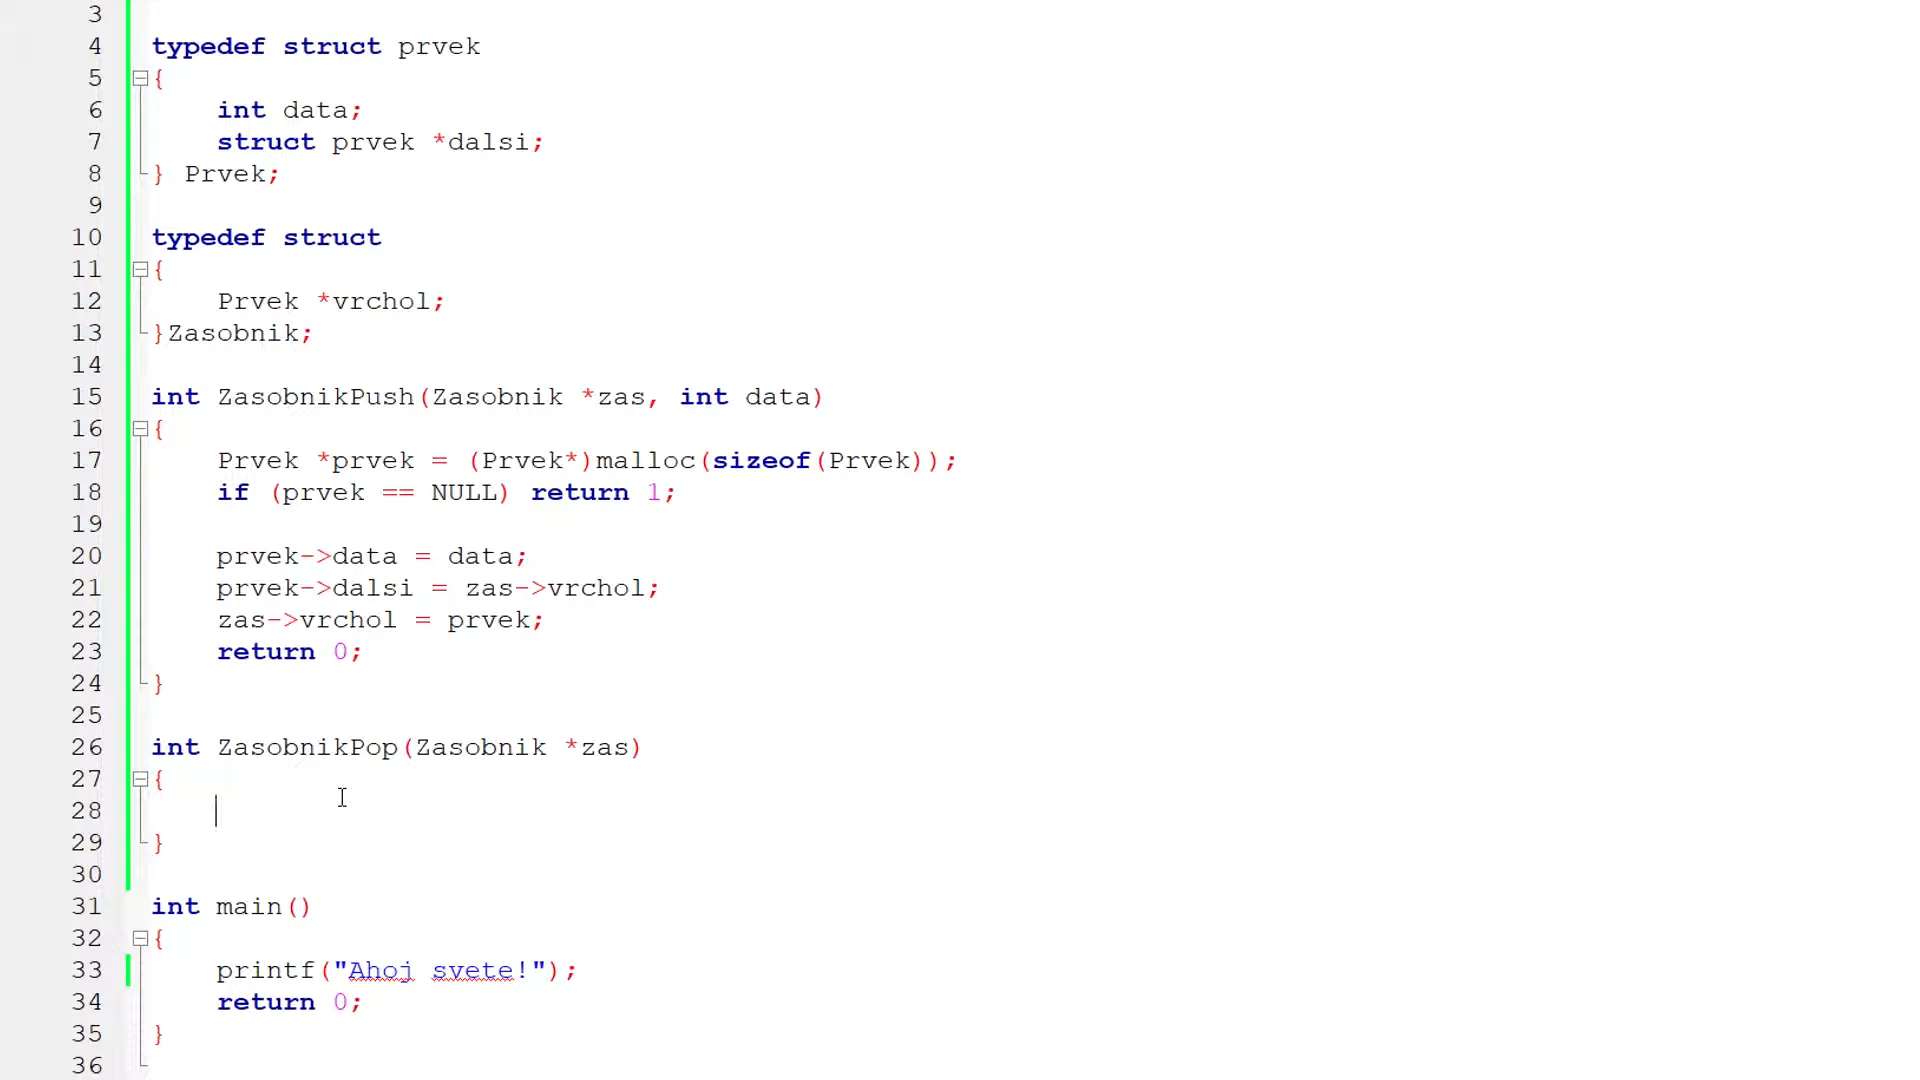 3
4 typedef struct prvek
5 {
6 int data;
7 struct prvek *dalsi;
8 } Prvek;
9
10 typedef struct
11 {
12 Prvek *vrchol;
13 }Zasobnik;
14
15 int ZasobnikPush(Zasobnik *zas, int data)
16 {
17 Prvek *prvek = (Prvek*)malloc(sizeof(Prvek));
18 if (prvek == NULL) return 1;
19
20 prvek->data = data;
21 prvek->dalsi = zas->vrchol;
22 zas->vrchol = prvek;
23 return 0;
24 }
25
26 int ZasobnikPop(Zasobnik *zas)
27 {
28
29 }
30
31 int main()
32 {
33 printf("Ahoj svete!");
34 return 0;
35 }
36